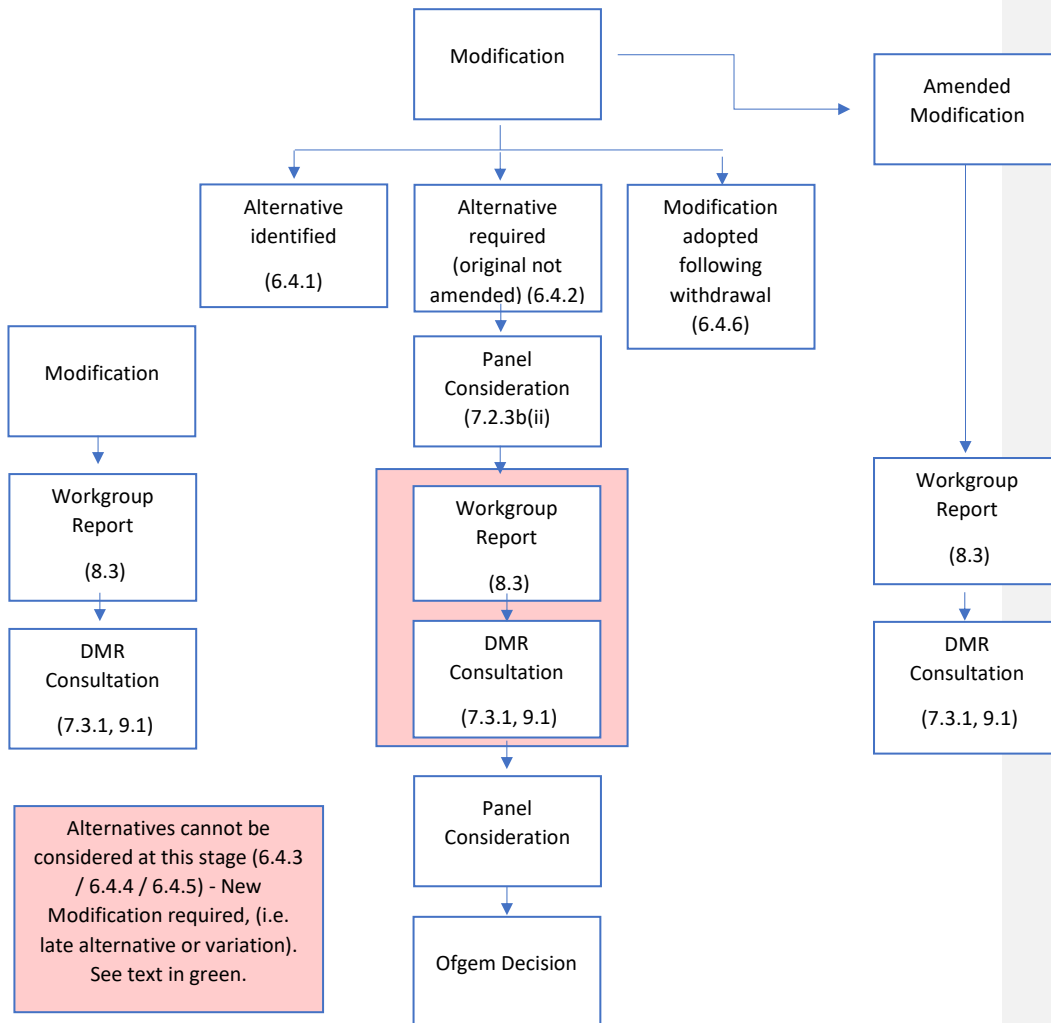 Modification
Amended
Modification
Alternative
identified
(6.4.1)
Alternative
required
(original not
amended) (6.4.2)
Modification
adopted
following
withdrawal
(6.4.6)
Modification
Panel
Consideration
(7.2.3b(ii)
Workgroup
Report
(8.3)
Workgroup
Report
(8.3)
Workgroup
Report
(8.3)
DMR
Consultation
(7.3.1, 9.1)
DMR
Consultation
(7.3.1, 9.1)
DMR
Consultation
(7.3.1, 9.1)
Alternatives cannot be
considered at this stage (6.4.3
/ 6.4.4 / 6.4.5) - New
Modification required, (i.e.
late alternative or variation).
See text in green.
Panel
Consideration
Ofgem Decision